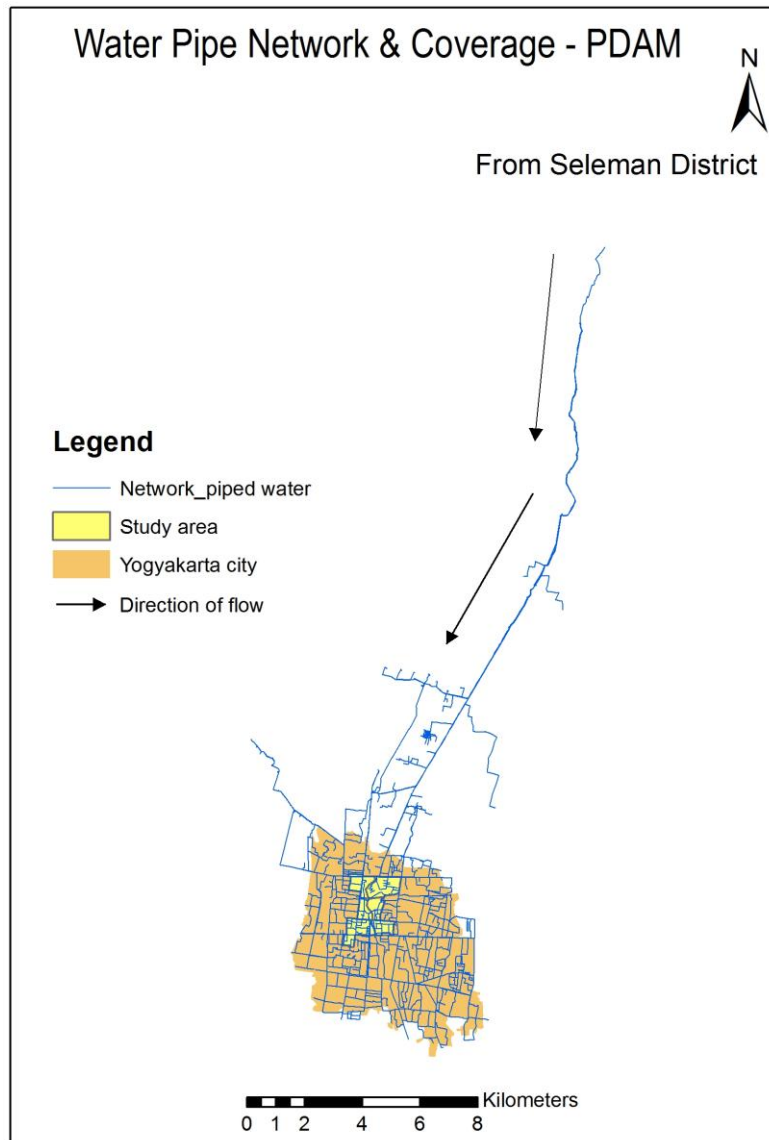 Water Pipe Network & Coverage - PDAM
N
From Seleman District
Legend
Network_piped water
Study area
Yogyakarta city
Direction of flow
Kilometers
0 1 2 4 6 8